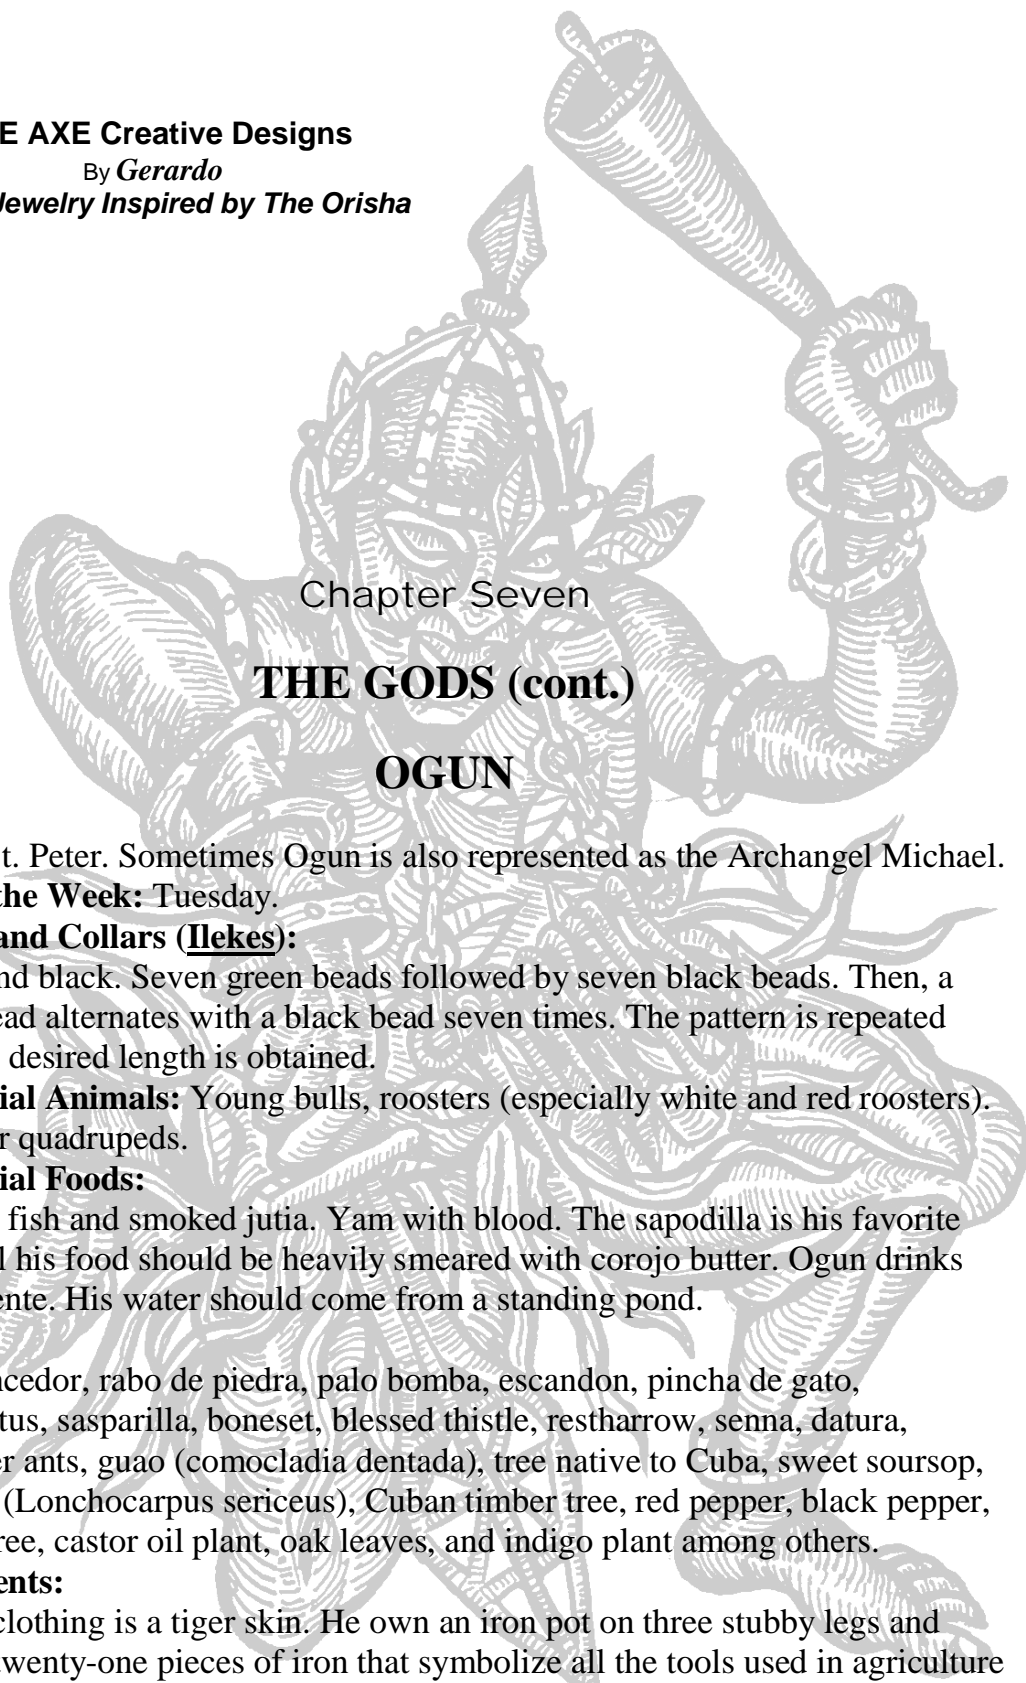 E AXE Creative Designs
By Gerardo
Jewelry Inspired by The Orisha
Chapter Seven
THE GODS (cont.)
OGUN
t. Peter. Sometimes Ogun is also represented as the Archangel Michael.
the Week: Tuesday.
and Collars (Ilekes):
nd black. Seven green beads followed by seven black beads. Then, a
ead alternates with a black bead seven times. The pattern is repeated
desired length is obtained.
ial Animals: Young bulls, roosters (especially white and red roosters).
r quadrupeds.
ial Foods:
fish and smoked jutia. Yam with blood. The sapodilla is his favorite
l his food should be heavily smeared with corojo butter. Ogun drinks
ente. His water should come from a standing pond.
ncedor, rabo de piedra, palo bomba, escandon, pincha de gato,
tus, sasparilla, boneset, blessed thistle, restharrow, senna, datura,
er ants, guao (comocladia dentada), tree native to Cuba, sweet soursop,
(Lonchocarpus sericeus), Cuban timber tree, red pepper, black pepper,
ree, castor oil plant, oak leaves, and indigo plant among others.
ents:
clothing is a tiger skin. He own an iron pot on three stubby legs and
twenty-one pieces of iron that symbolize all the tools used in agriculture